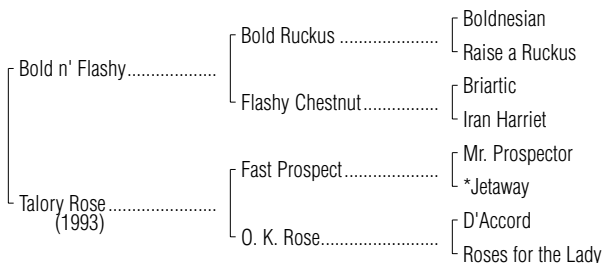 Boldnesian
Bold Ruckus ..................
Raise a Ruckus
Bold n' Flashy....................
Briartic
Flashy Chestnut...............
Iran Harriet
Mr. Prospector
Fast Prospect...................
*Jetaway
Talory Rose.......................
(1993)
D'Accord
O. K. Rose........................
Roses for the Lady